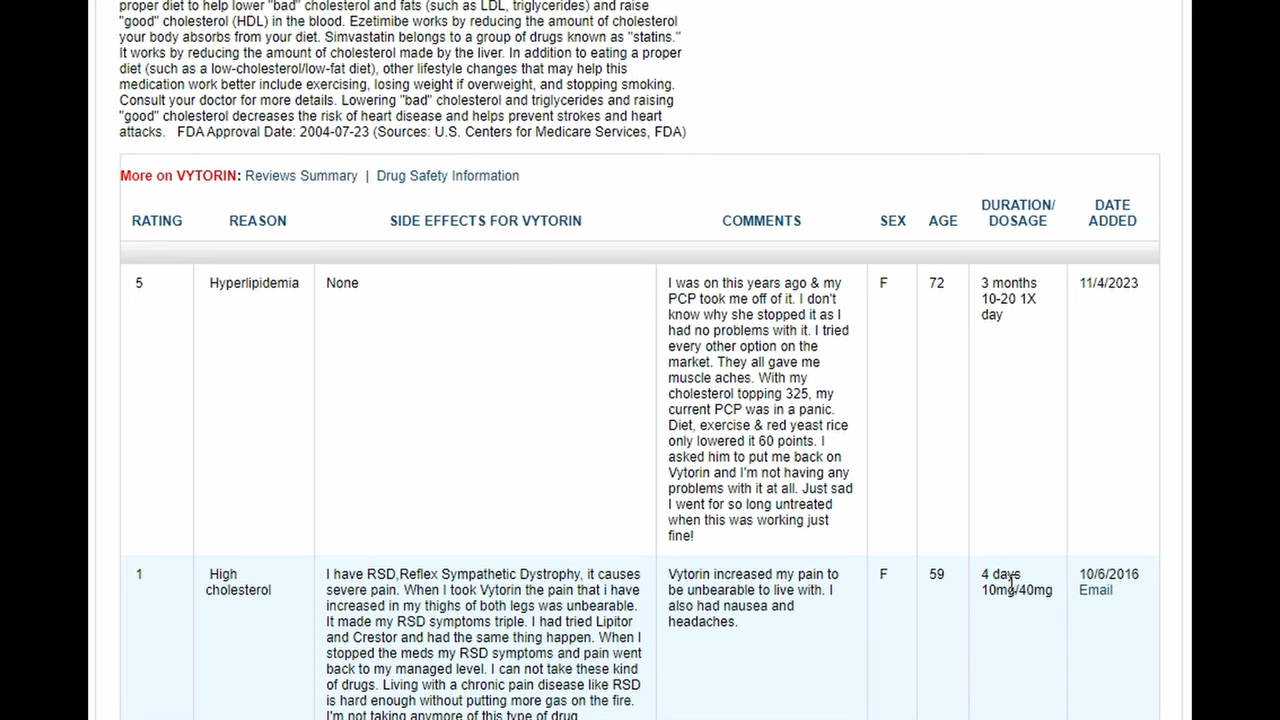 proper diet to help lower "bad" cholesterol and fats (such as LDL, triglycerides) and raise
"good" cholesterol (HDL) in the blood. Ezetimibe works by reducing the amount of cholesterol
your body absorbs from your diet. Simvastatin belongs to a group of drugs known as "statins."
It works by reducing the amount of cholesterol made by the liver. In addition to eating a proper
diet (such as a low-cholesterol/low-fat diet), other lifestyle changes that may help this
medication work better include exercising, losing weight if overweight, and stopping smoking.
Consult your doctor for more details. Lowering "bad" cholesterol and triglycerides and raising
"good" cholesterol decreases the risk of heart disease and helps prevent strokes and heart
attacks. FDA Approval Date: 2004-07-23 (Sources: U.S. Centers for Medicare Services, FDA)
More on VYTORIN: Reviews Summary | Drug Safety Information
RATING
REASON
SIDE EFFECTS FOR VYTORIN
COMMENTS
SEX
AGE
DURATION/
DOSAGE
DATE
ADDED
5
Hyperlipidemia
None
I was on this years ago & my
PCP took me off of it. I don't
know why she stopped it as I
had no problems with it. I tried
every other option on the
market. They all gave me
muscle aches. With my
cholesterol topping 325, my
current PCP was in a panic.
Diet, exercise & red yeast rice
only lowered it 60 points. I
asked him to put me back on
Vytorin and I'm not having any
problems with it at all. Just sad
I went for so long untreated
when this was working just
fine!
F
72
3 months
10-20 1X
day
11/4/2023
1
High
cholesterol
I have RSD,Reflex Sympathetic Dystrophy, it causes
severe pain. When I took Vytorin the pain that i have
increased in my thighs of both legs was unbearable.
It made my RSD symptoms triple. I had tried Lipitor
and Crestor and had the same thing happen. When I
stopped the meds my RSD symptoms and pain went
back to my managed level. I can not take these kind
of drugs. Living with a chronic pain disease like RSD
is hard enough without putting more gas on the fire.
I'm not taking anymore of this type of drug
Vytorin increased my pain to
be unbearable to live with. I
also had nausea and
headaches.
F
59
4 days
10mg/40mg
10/6/2016
Email